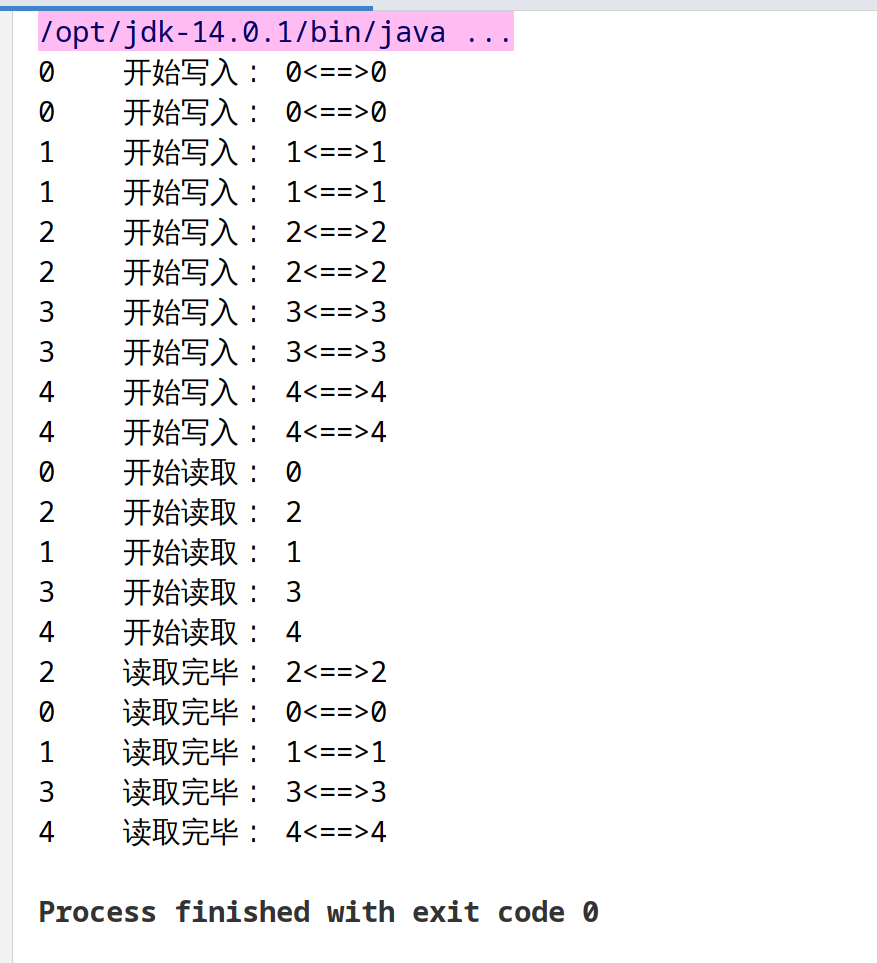 /opt/jdk-14.0.1/bin/java ...
0	开始写入： 0<==>0
0	开始写入： 0<==>0
1	开始写入： 1<==>1
1	开始写入： 1<==>1
2	开始写入： 2<==>2
2	开始写入： 2<==>2
3	开始写入： 3<==>3
3	开始写入： 3<==>3
4	开始写入： 4<==>4
4	开始写入： 4<==>4
0	开始读取： 0
2	开始读取： 2
1	开始读取： 1
3	开始读取： 3
4	开始读取： 4
2	读取完毕： 2<==>2
0	读取完毕： 0<==>0
1	读取完毕： 1<==>1
3	读取完毕： 3<==>3
4	读取完毕： 4<==>4
Process finished with exit code 0